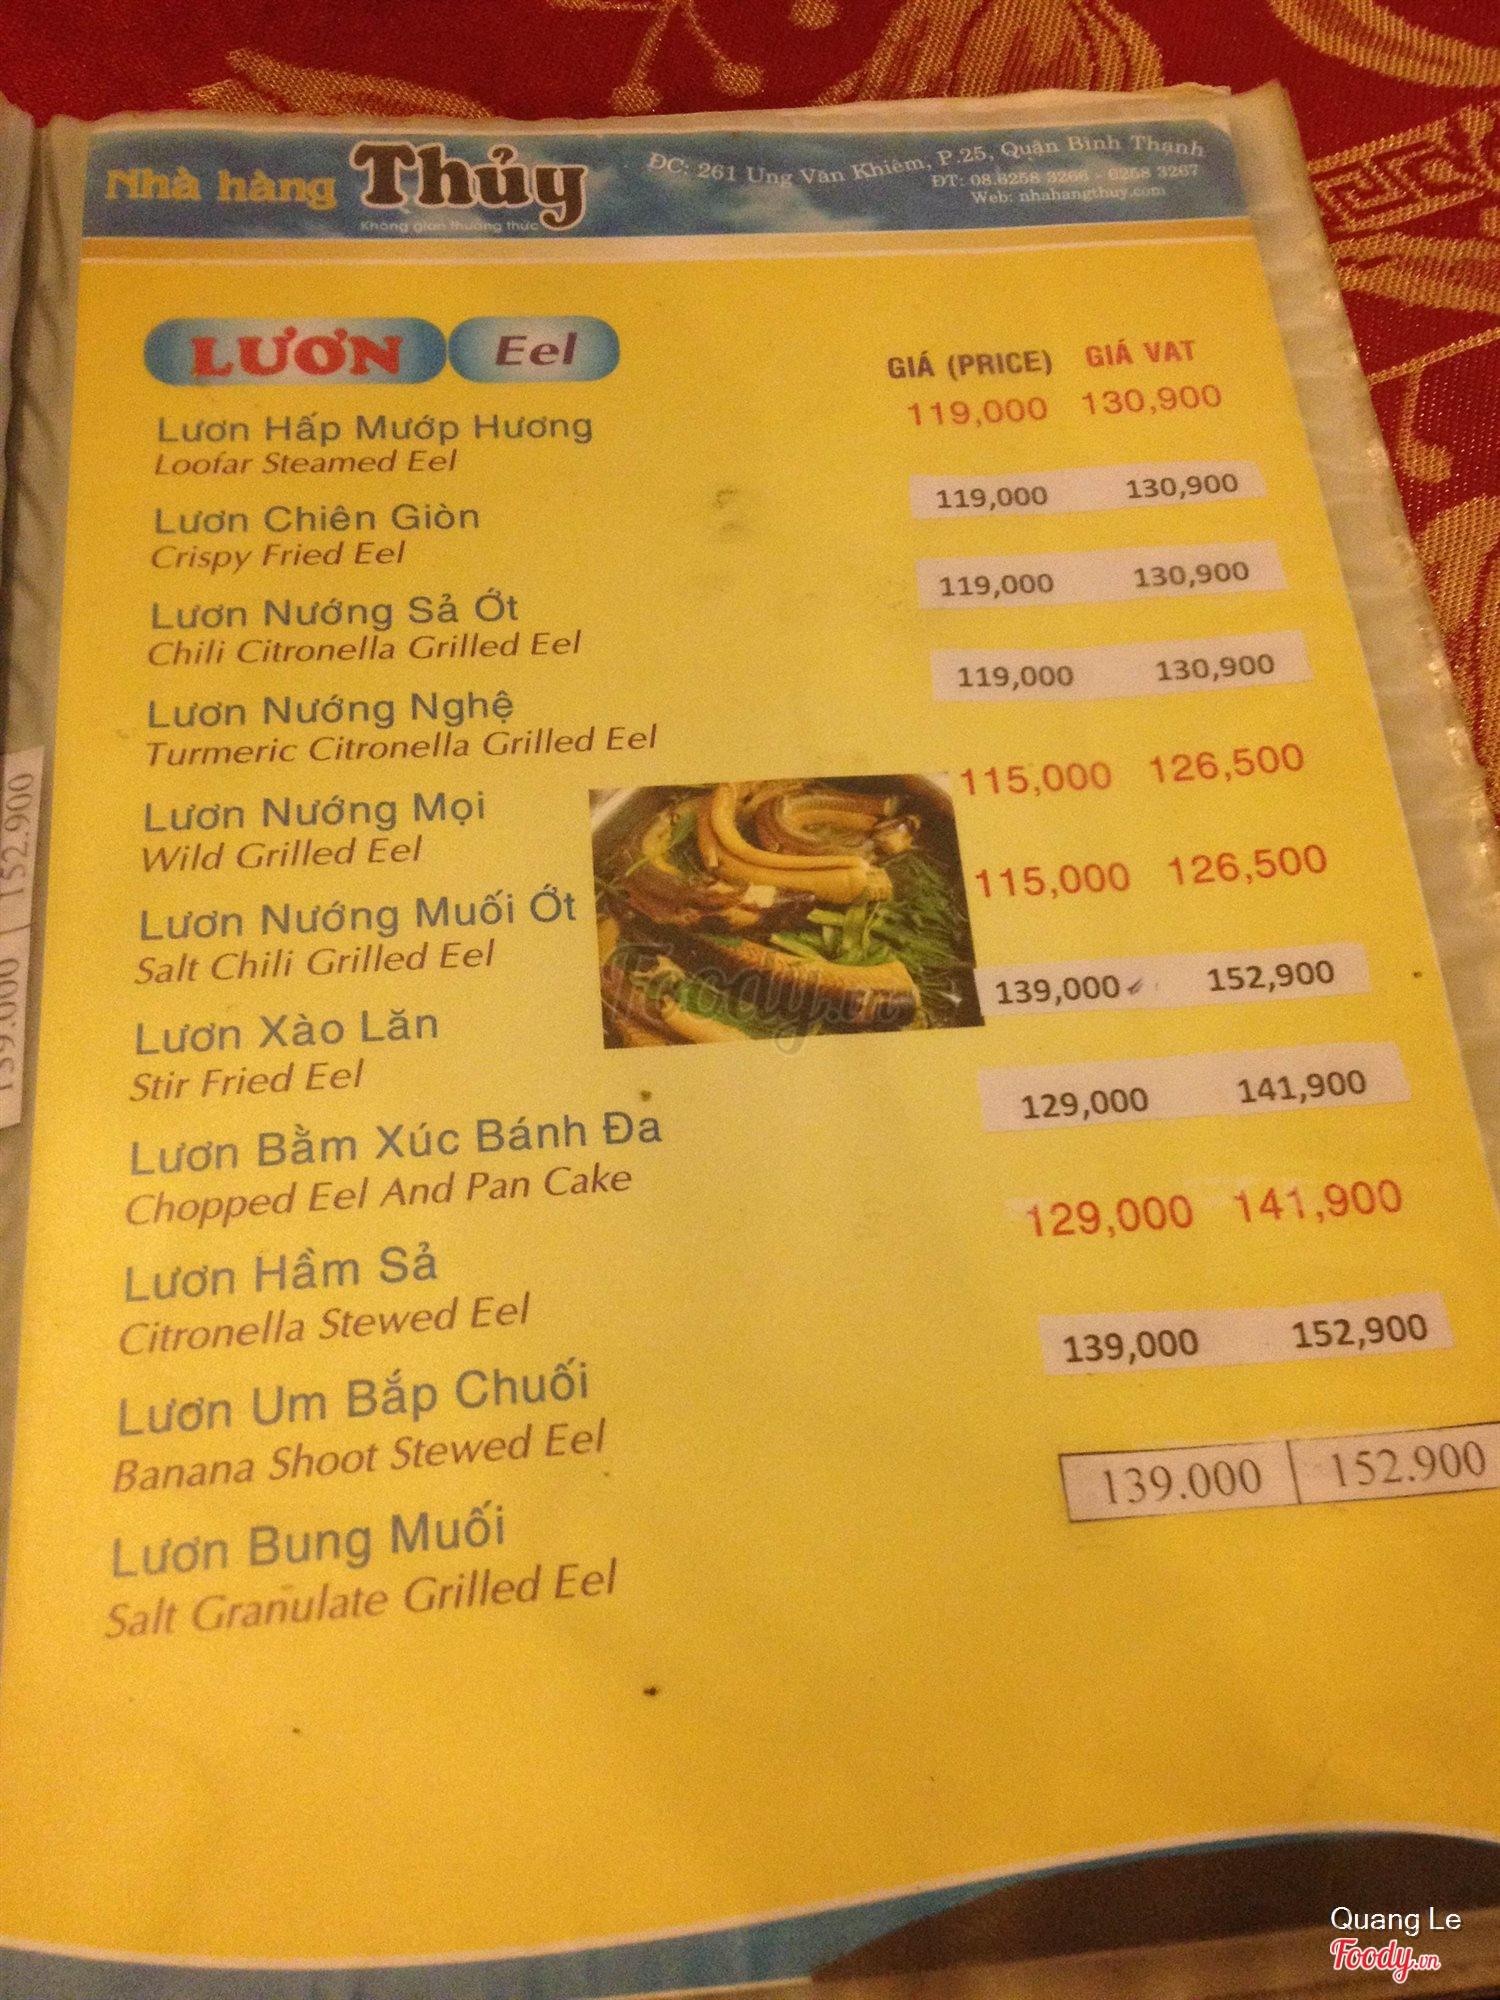 Nhà hàng Thủy
Không gian thưởng thức
ĐC: 261 Ung Văn Khiêm, P.25, Quận Bình Thạnh
ĐT: 08.6258 3266 - 6258 3267
Web: nhahangthuy.com
LƯƠN Eel
GIÁ (PRICE) GIÁ VAT
Lươn Hấp Mướp Hương 119,000 130,900
Loofar Steamed Eel
Lươn Chiên Giòn 119,000 130,900
Crispy Fried Eel
Lươn Nướng Sả Ớt 119,000 130,900
Chili Citronella Grilled Eel
Lươn Nướng Nghệ 119,000 130,900
Turmeric Citronella Grilled Eel
Lươn Nướng Mọi 115,000 126,500
Wild Grilled Eel
Lươn Nướng Muối Ớt 115,000 126,500
Salt Chili Grilled Eel
Lươn Xào Lăn 139,000 152,900
Stir Fried Eel
Lươn Bằm Xúc Bánh Đa 129,000 141,900
Chopped Eel And Pan Cake
Lươn Hầm Sả 129,000 141,900
Citronella Stewed Eel
Lươn Um Bắp Chuối 139,000 152,900
Banana Shoot Stewed Eel
Lươn Bung Muối 139.000 152.900
Salt Granulate Grilled Eel
139.000 152.900
Foody.vn
Quang Le
Foody.vn